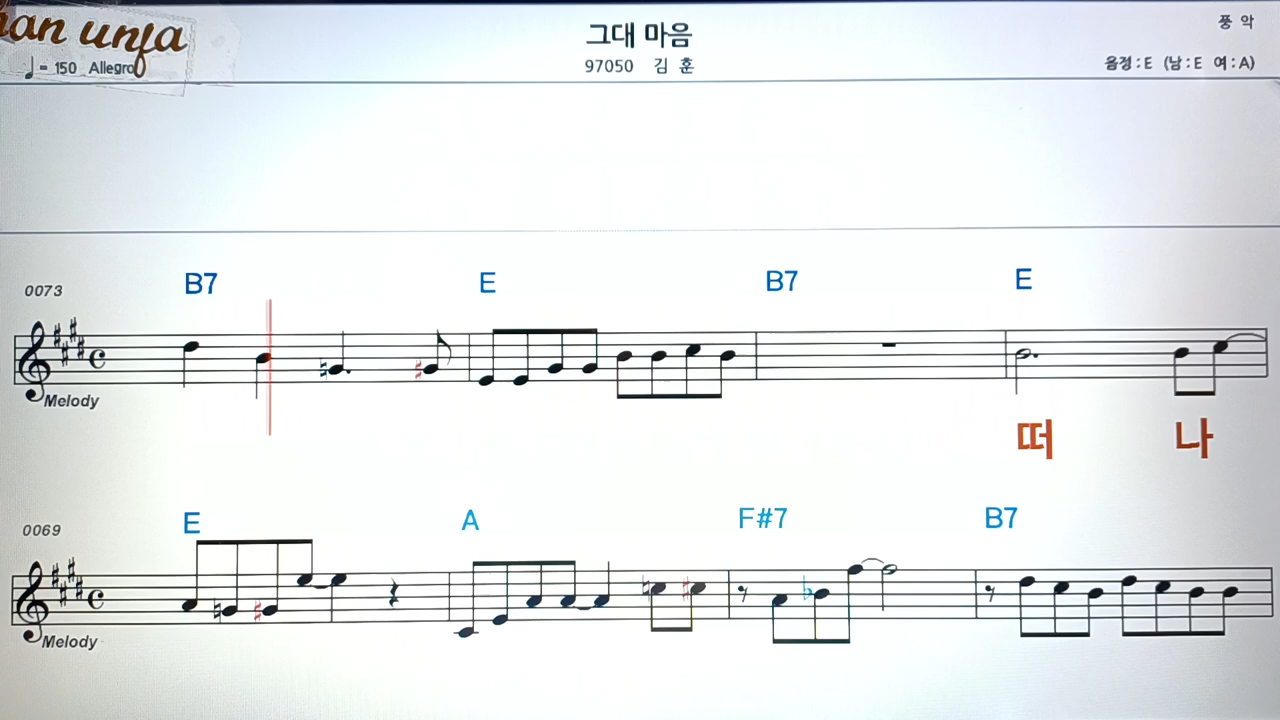 unja
그대 마음
풍 악
♩= 150 Allegro
97050 김 훈
음정:E (남:E 여:A)
0073
B7 E B7 E
Melody
떠 나
0069
E A F#7 B7
Melody